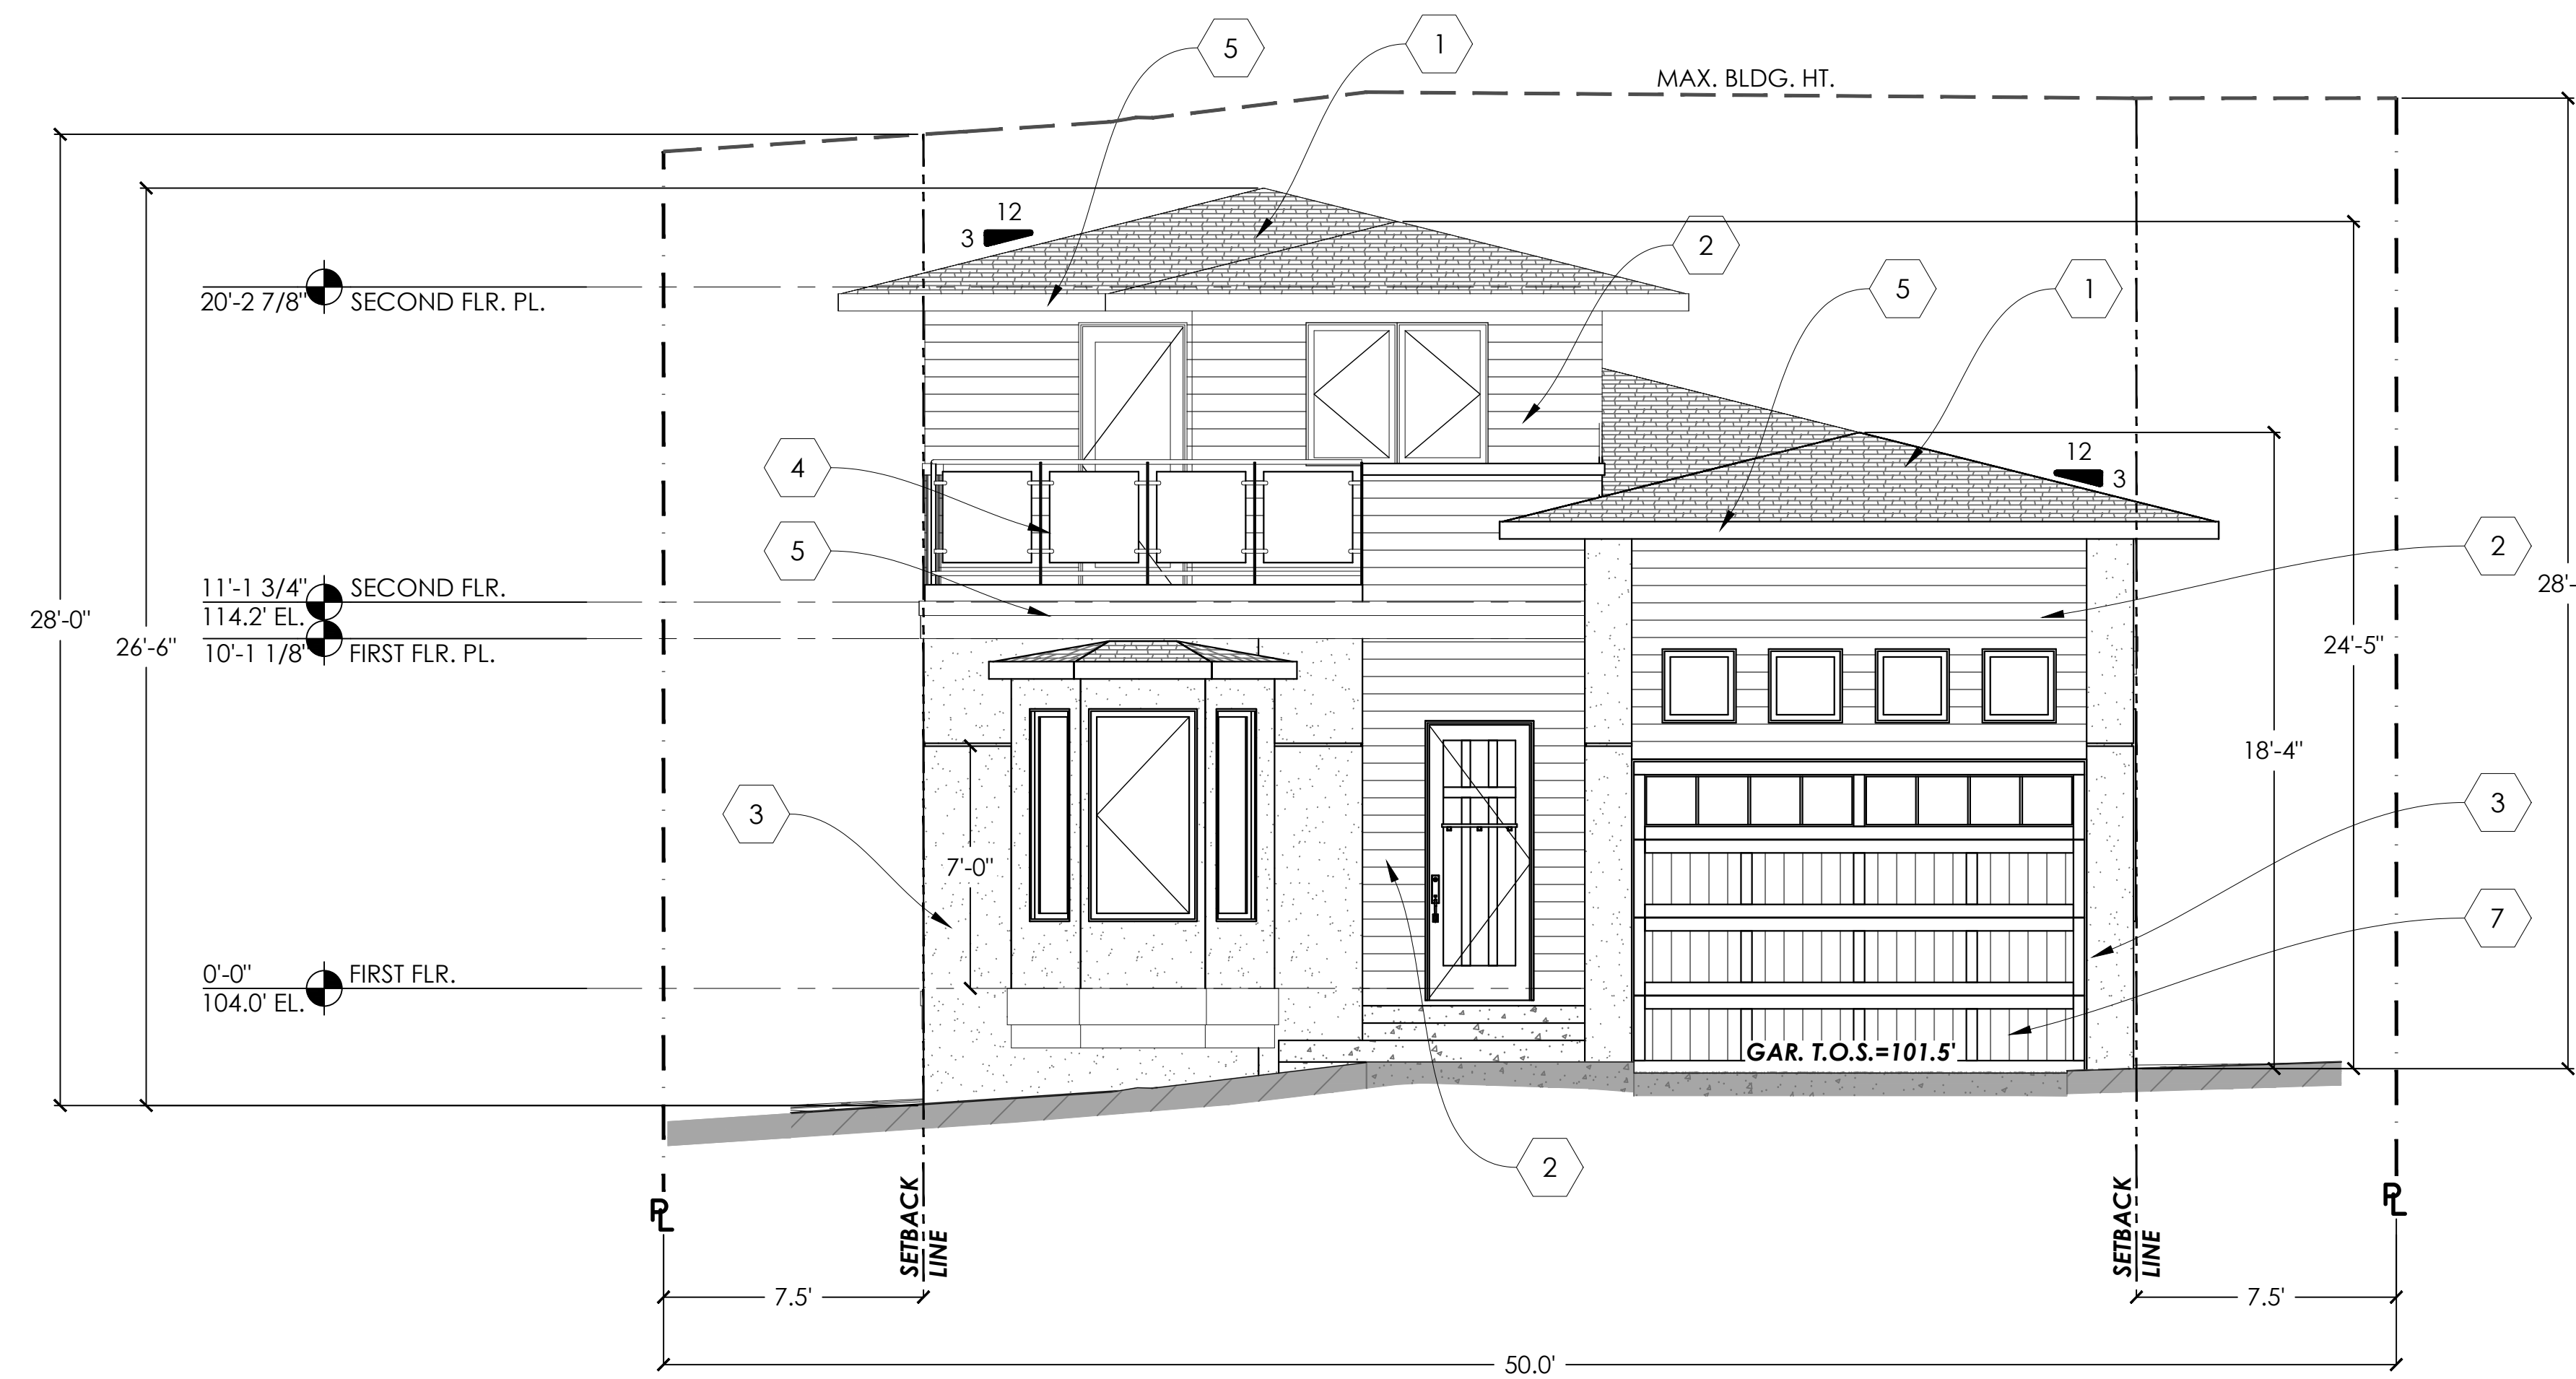 5
1
MAX. BLDG. HT.
12
3
2
20'-2 7/8"
SECOND FLR. PL.
5
1
12
3
4
2
5
11'-1 3/4"
SECOND FLR.
114.2' EL.
10'-1 1/8"
FIRST FLR. PL.
28'-0"
26'-6"
28'-
24'-5"
18'-4"
3
7'-0"
3
7
0'-0"
FIRST FLR.
104.0' EL.
GAR. T.O.S.=101.5'
2
PL
SETBACK
LINE
SETBACK
LINE
PL
7.5'
7.5'
50.0'